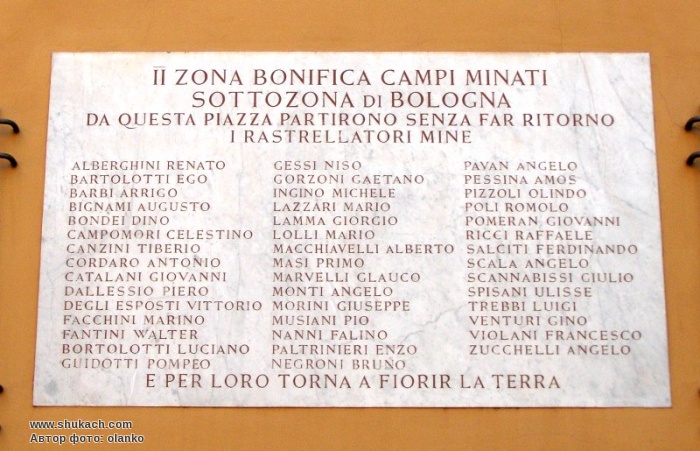 II ZONA BONIFICA CAMPI MINATI
SOTTOZONA DI BOLOGNA
DA QUESTA PIAZZA PARTIRONO SENZA FAR RITORNO
I RASTRELLATORI MINE
ALBERGHINI RENATO
BARTOLOTTI EGO
BARBI ARRIGO
BIGNAMI AUGUSTO
BONDEI DINO
CAMPOMORI CELESTINO
CANZINI TIBERIO
CORDARO ANTONIO
CATALANI GIOVANNI
DALLESSIO PIERO
DEGLI ESPOSTI VITTORIO
FACCHINI MARINO
FANTINI WALTER
BORTOLOTTI LUCIANO
GUIDOTTI POMPEO
GESSI NISO
GORZONI GAETANO
INGINO MICHELE
LAZZARI MARIO
LAMMA GIORGIO
LOLLI MARIO
MACCHIAVELLI ALBERTO
MASI PRIMO
MARVELLI GLAUCO
MONTI ANGELO
MORINI GIUSEPPE
MUSIANI PIO
NANNI FALINO
PALTRINIERI ENZO
NEGRONI BRUNO
PAVAN ANGELO
PESSINA AMOS
PIZZOLI OLINDO
POLI ROMOLO
POMERAN GIOVANNI
RICCI RAFFAELE
SALCITI FERDINANDO
SCALA ANGELO
SCANNABISSI GIULIO
SPISANI ULISSE
TREBBI LUIGI
VENTURI GINO
VIOLANI FRANCESCO
ZUCCHELLI ANGELO
E PER LORO TORNA A FIORIR LA TERRA
www.shukach.com
Автор фото: olanko